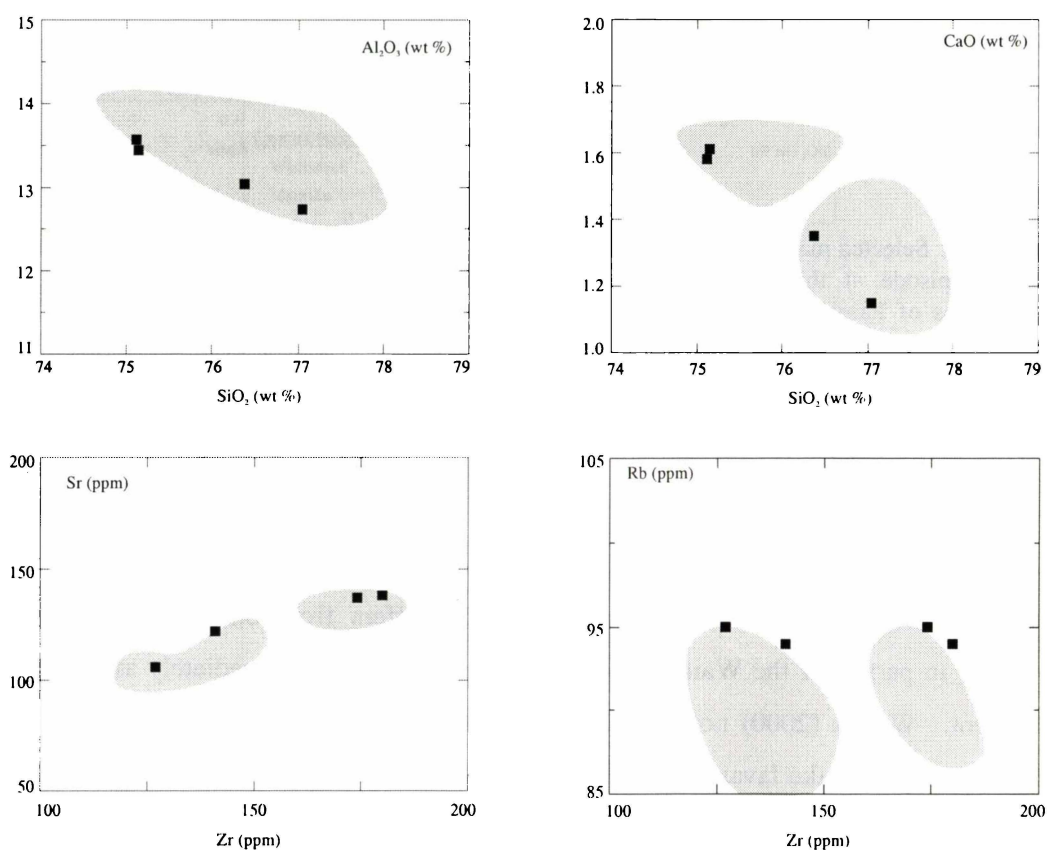 15
14
13
12
11
Al₂O₃ (wt %)
74 75 76 77 78 79
SiO₂ (wt %)
2.0
1.8
1.6
1.4
1.2
1.0
CaO (wt %)
74 75 76 77 78 79
SiO₂ (wt %)
200
150
100
50
Sr (ppm)
100 150 200
Zr (ppm)
105
95
85
Rb (ppm)
100 150 200
Zr (ppm)